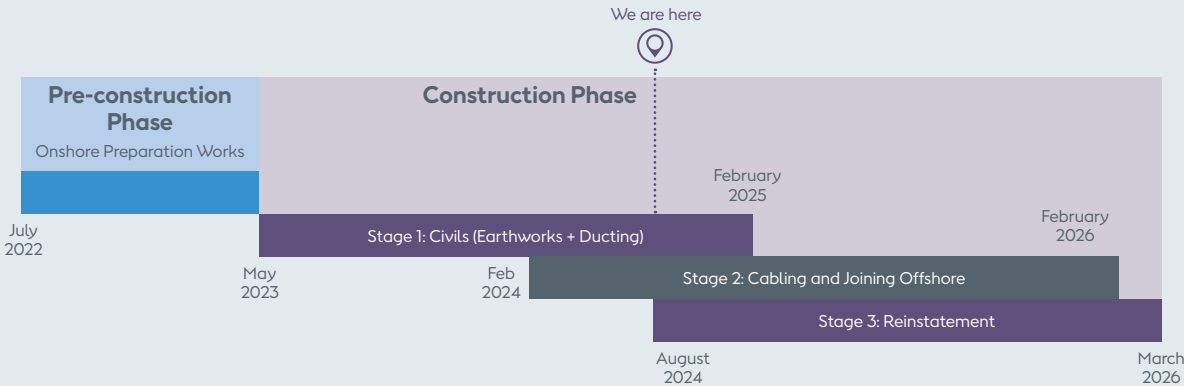 We are here
Pre-construction
Phase
Onshore Preparation Works
Construction Phase
July
2022
May
2023
Stage 1: Civils (Earthworks + Ducting)
February
2025
Feb
2024
Stage 2: Cabling and Joining Offshore
February
2026
Stage 3: Reinstatement
August
2024
March
2026